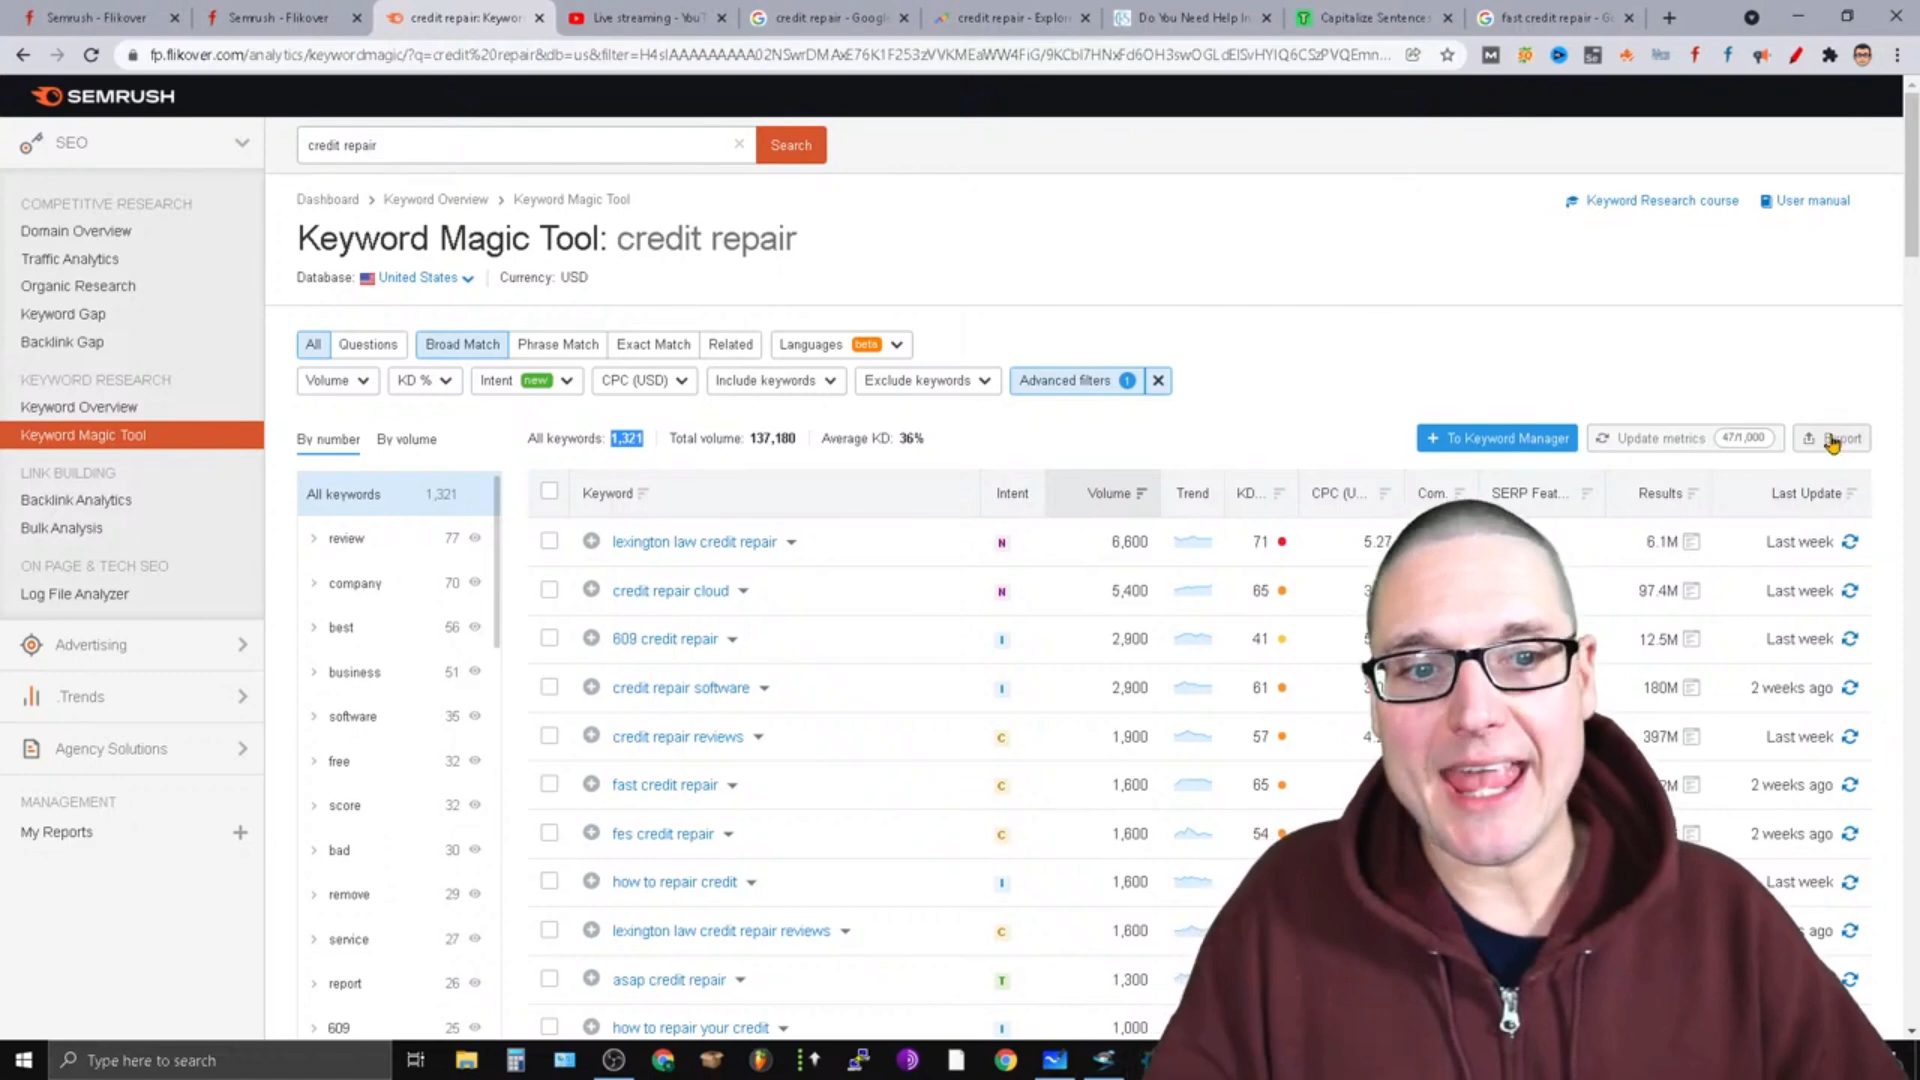 Semrush - Flikover
Semrush - Flikover
credit repair: Keywor
Live streaming - YouT
credit repair - Googl
credit repair - Explor
Do You Need Help In
Capitalize Sentence
fast credit repair - G
fp.flikover.com/analytics/keywordmagic/?q=credit%20repair&db=us&filter=
SEMRUSH
SEO
credit repair
Search
COMPETITIVE RESEARCH
Domain Overview
Traffic Analytics
Organic Research
Keyword Gap
Backlink Gap
KEYWORD RESEARCH
Keyword Overview
Keyword Magic Tool
LINK BUILDING
Backlink Analytics
Bulk Analysis
ON PAGE & TECH SEO
Log File Analyzer
Advertising
.Trends
Agency Solutions
MANAGEMENT
My Reports
Dashboard > Keyword Overview > Keyword Magic Tool
Keyword Research course
User manual
Keyword Magic Tool: credit repair
Database: United States
Currency: USD
All
Questions
Broad Match
Phrase Match
Exact Match
Related
Languages beta
Volume
KD %
Intent new
CPC (USD)
Include keywords
Exclude keywords
Advanced filters 1
By number
By volume
All keywords: 1,321
Total volume: 137,180
Average KD: 36%
+ To Keyword Manager
Update metrics 47/1,000
All keywords 1,321
review 77
company 70
best 56
business 51
software 35
free 32
score 32
bad 30
remove 29
service 27
report 26
609 25
Keyword Intent Volume Trend KD... CPC (U... Com. SERP Feat... Results Last Update
lexington law credit repair N 6,600 71 5.27 6.1M Last week
credit repair cloud N 5,400 65 97.4M Last week
609 credit repair I 2,900 41 12.5M Last week
credit repair software I 2,900 61 180M 2 weeks ago
credit repair reviews C 1,900 57 397M Last week
fast credit repair C 1,600 65 2 weeks ago
fes credit repair C 1,600 54 2 weeks ago
how to repair credit I 1,600 Last week
lexington law credit repair reviews C 1,600 ago
asap credit repair T 1,300
how to repair your credit I 1,000
Type here to search